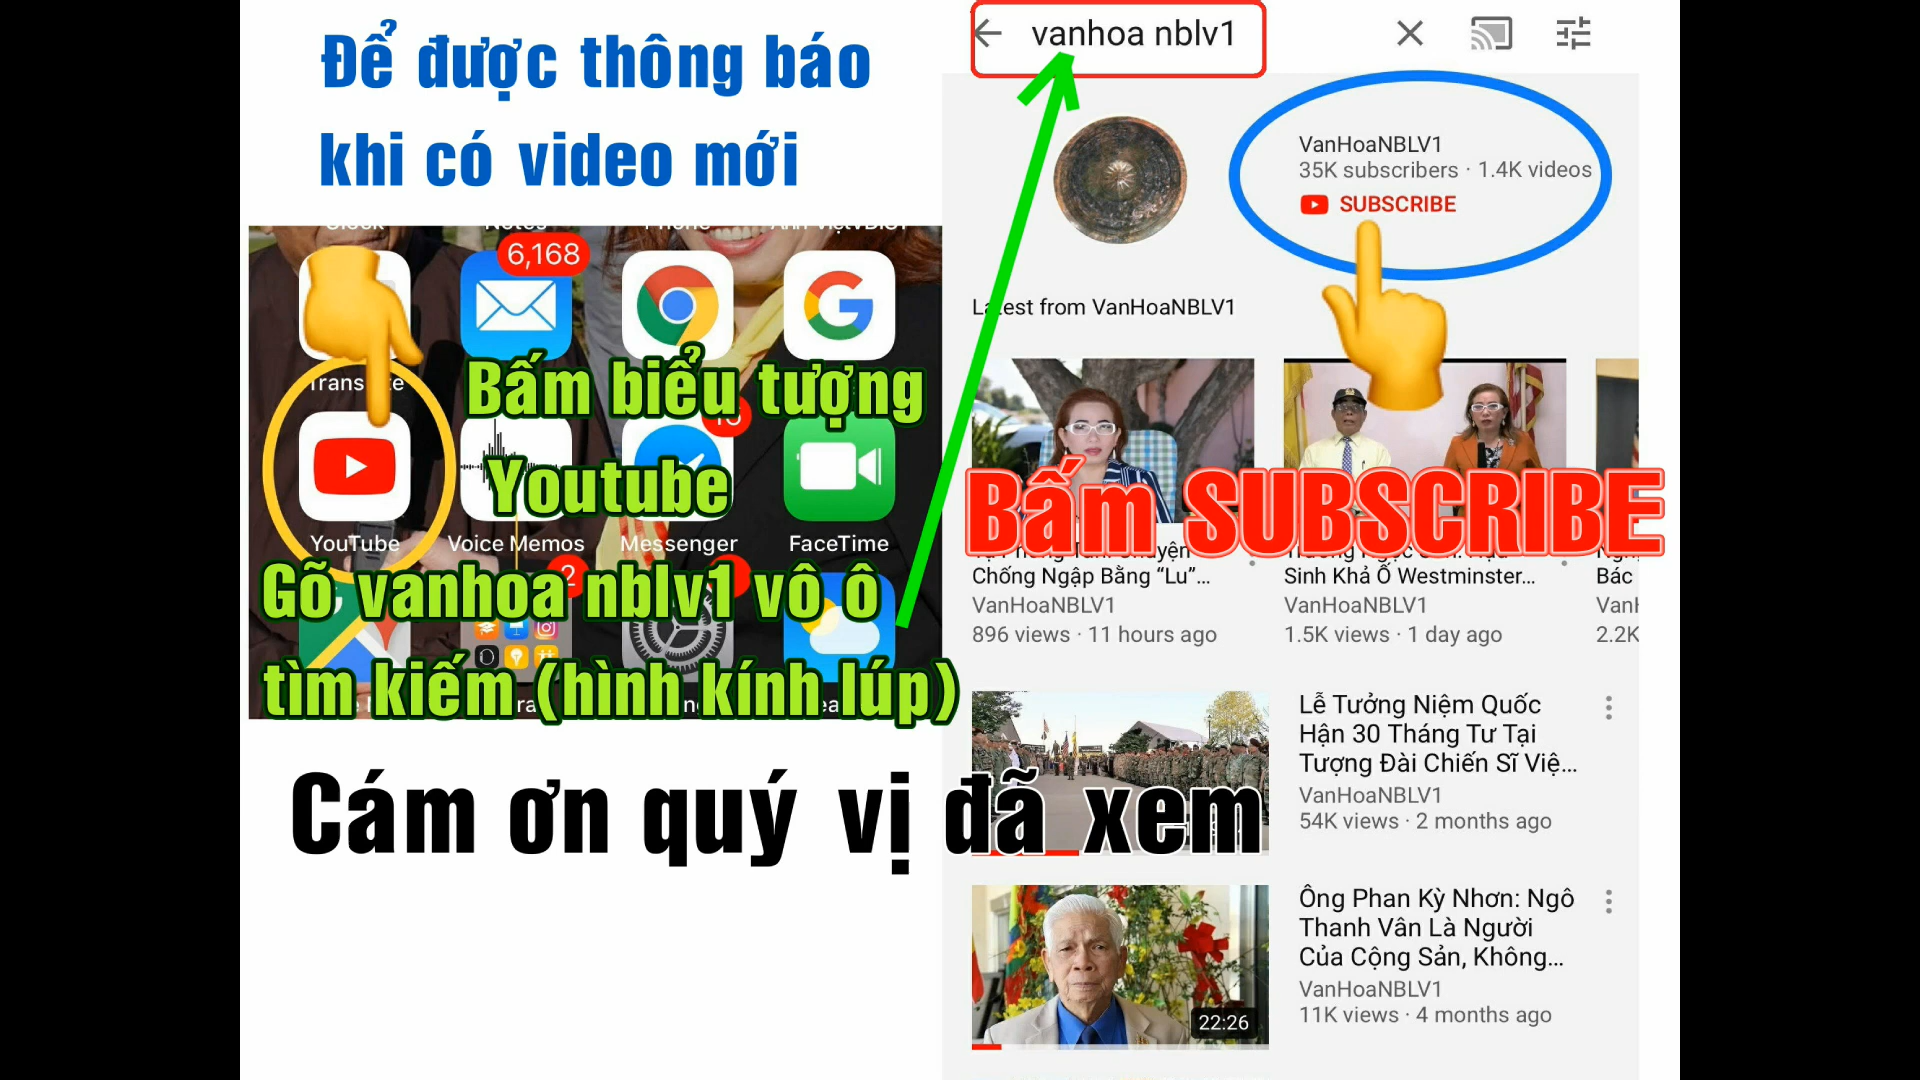 Để được thông báo
khi có video mới
6,168
YouTube
Voice Memos
Messenger
FaceTime
2
Bấm biểu tượng
Youtube
Gõ vanhoa nblv1 vô ô
tìm kiếm (hình kính lúp)
vanhoa nblv1
VanHoaNBLV1
35K subscribers · 1.4K videos
SUBSCRIBE
Latest from VanHoaNBLV1
Bấm SUBSCRIBE
Chống Ngập Bằng “Lu”...
VanHoaNBLV1
896 views · 11 hours ago
Sinh Khả Ố Westminster...
VanHoaNBLV1
1.5K views · 1 day ago
Bác
2.2K
Lễ Tưởng Niệm Quốc
Hận 30 Tháng Tư Tại
Tượng Đài Chiến Sĩ Việ...
VanHoaNBLV1
54K views · 2 months ago
Cám ơn quý vị đã xem
Ông Phan Kỳ Nhơn: Ngô
Thanh Vân Là Người
Của Cộng Sản, Không...
VanHoaNBLV1
11K views · 4 months ago
22:26